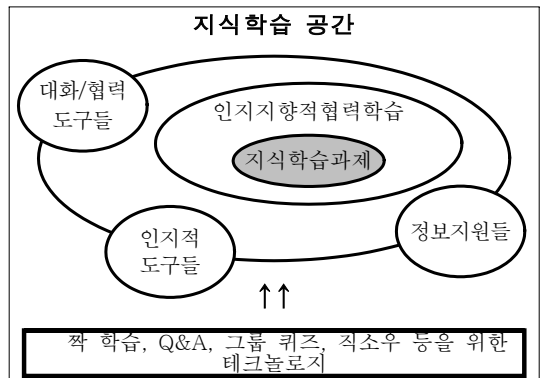 지식학습 공간
대화/협력
도구들
인지지향적협력학습
지식학습과제
인지적
도구들
정보지원들
↑↑
짝 학습, Q&A, 그룹 퀴즈, 직소우 등을 위한
테크놀로지